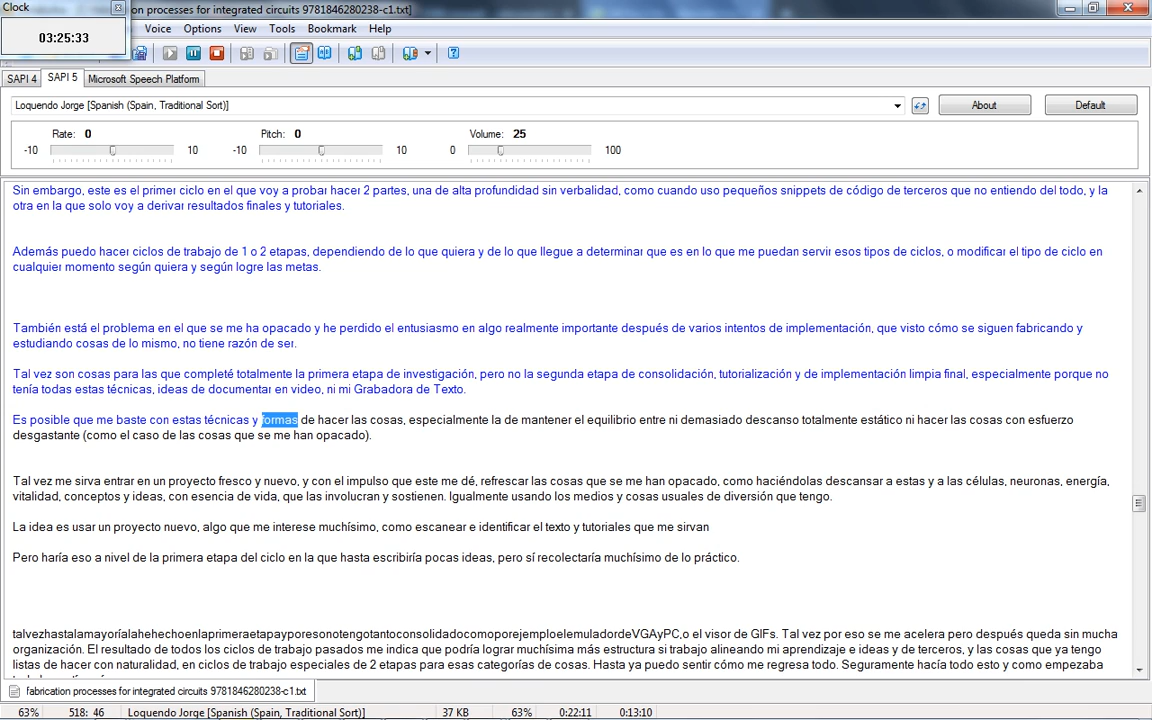 Clock
on processes for integrated circuits 9781846280238-c1.txt]
03:25:33
Voice Options View Tools Bookmark Help
SAPI 4 SAPI 5 Microsoft Speech Platform
Loquendo Jorge [Spanish (Spain, Traditional Sort)] About Default
Rate: 0 Pitch: 0 Volume: 25
-10 10 -10 10 0 100
Sin embargo, este es el primer ciclo en el que voy a probar hacer 2 partes, una de alta profundidad sin verbalidad, como cuando uso pequeños snippets de código de terceros que no entiendo del todo, y la
otra en la que solo voy a derivar resultados finales y tutoriales.
Además puedo hacer ciclos de trabajo de 1 o 2 etapas, dependiendo de lo que quiera y de lo que llegue a determinar que es en lo que me puedan servir esos tipos de ciclos, o modificar el tipo de ciclo en
cualquier momento según quiera y según logre las metas.
También está el problema en el que se me ha opacado y he perdido el entusiasmo en algo realmente importante después de varios intentos de implementación, que visto cómo se siguen fabricando y
estudiando cosas de lo mismo, no tiene razón de ser.
Tal vez son cosas para las que completé totalmente la primera etapa de investigación, pero no la segunda etapa de consolidación, tutorialización y de implementación limpia final, especialmente porque no
tenía todas estas técnicas, ideas de documentar en video, ni mi Grabadora de Texto.
Es posible que me baste con estas técnicas y formas de hacer las cosas, especialmente la de mantener el equilibrio entre ni demasiado descanso totalmente estático ni hacer las cosas con esfuerzo
desgastante (como el caso de las cosas que se me han opacado).
Tal vez me sirva entrar en un proyecto fresco y nuevo, y con el impulso que este me dé, refrescar las cosas que se me han opacado, como haciéndolas descansar a estas y a las células, neuronas, energía,
vitalidad, conceptos y ideas, con esencia de vida, que las involucran y sostienen. Igualmente usando los medios y cosas usuales de diversión que tengo.
La idea es usar un proyecto nuevo, algo que me interese muchísimo, como escanear e identificar el texto y tutoriales que me sirvan
Pero haría eso a nivel de la primera etapa del ciclo en la que hasta escribiría pocas ideas, pero sí recolectaría muchísimo de lo práctico.
talvezhastalamayoríalahehechoenlaprimeraetapayporesonotengotantoconsolidadocomoporejemploelemuladordeVGAyPC,o el visor de GIFs. Tal vez por eso se me acelera pero después queda sin mucha
organización. El resultado de todos los ciclos de trabajo pasados me indica que podría lograr muchísima más estructura si trabajo alineando mi aprendizaje e ideas y de terceros, y las cosas que ya tengo
listas de hacer con naturalidad, en ciclos de trabajo especiales de 2 etapas para esas categorías de cosas. Hasta ya puedo sentir cómo me regresa todo. Seguramente hacía todo esto y como empezaba
fabrication processes for integrated circuits 9781846280238-c1.txt
63% 518: 46 Loquendo Jorge [Spanish (Spain, Traditional Sort)] 37 KB 63% 0:22:11 0:13:10